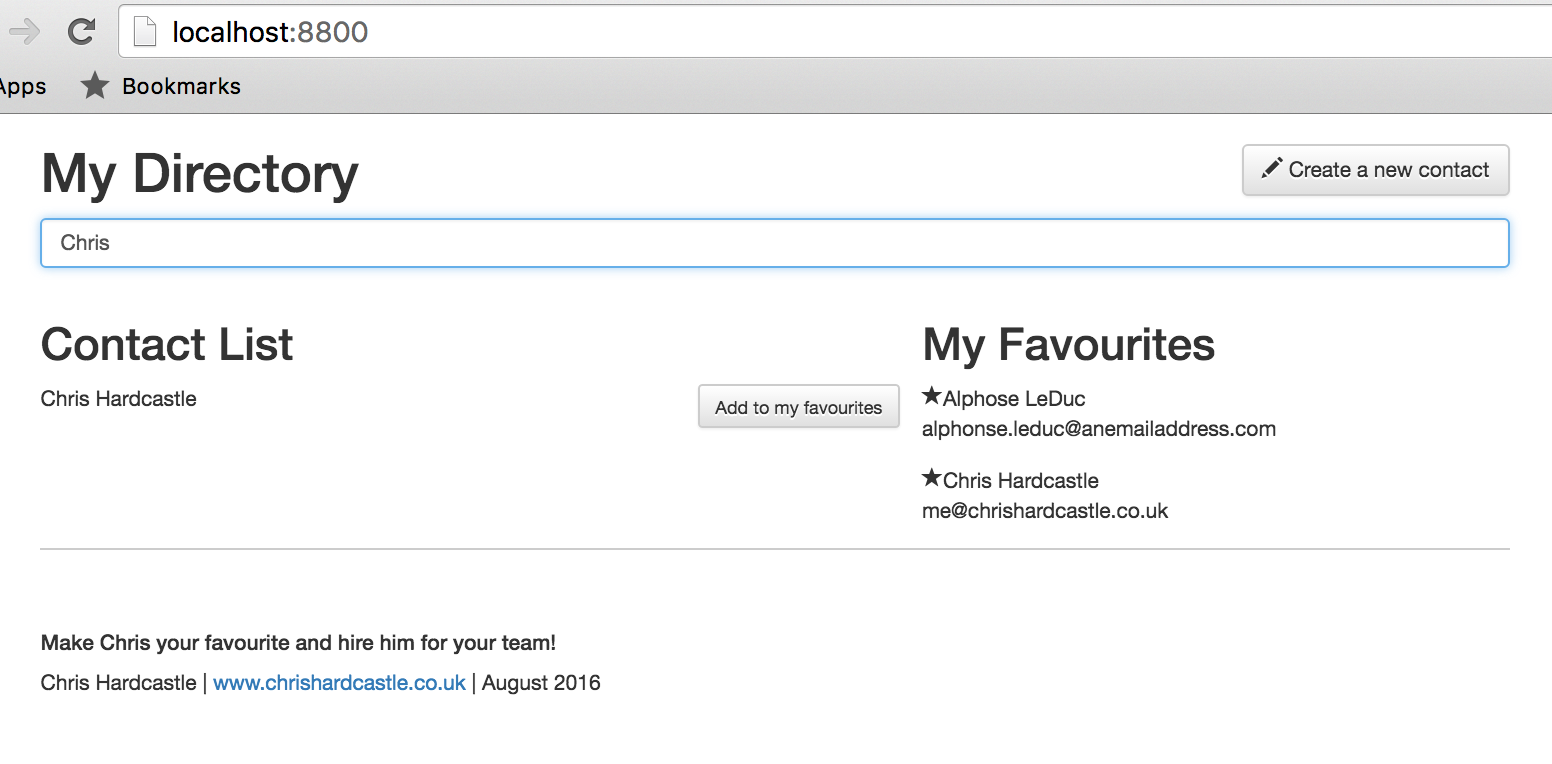 localhost:8800
Apps Bookmarks
My Directory
Create a new contact
Chris
Contact List
Chris Hardcastle
Add to my favourites
My Favourites
Alphose LeDuc
alphonse.leduc@anemailaddress.com
Chris Hardcastle
me@chrishardcastle.co.uk
Make Chris your favourite and hire him for your team!
Chris Hardcastle | www.chrishardcastle.co.uk | August 2016